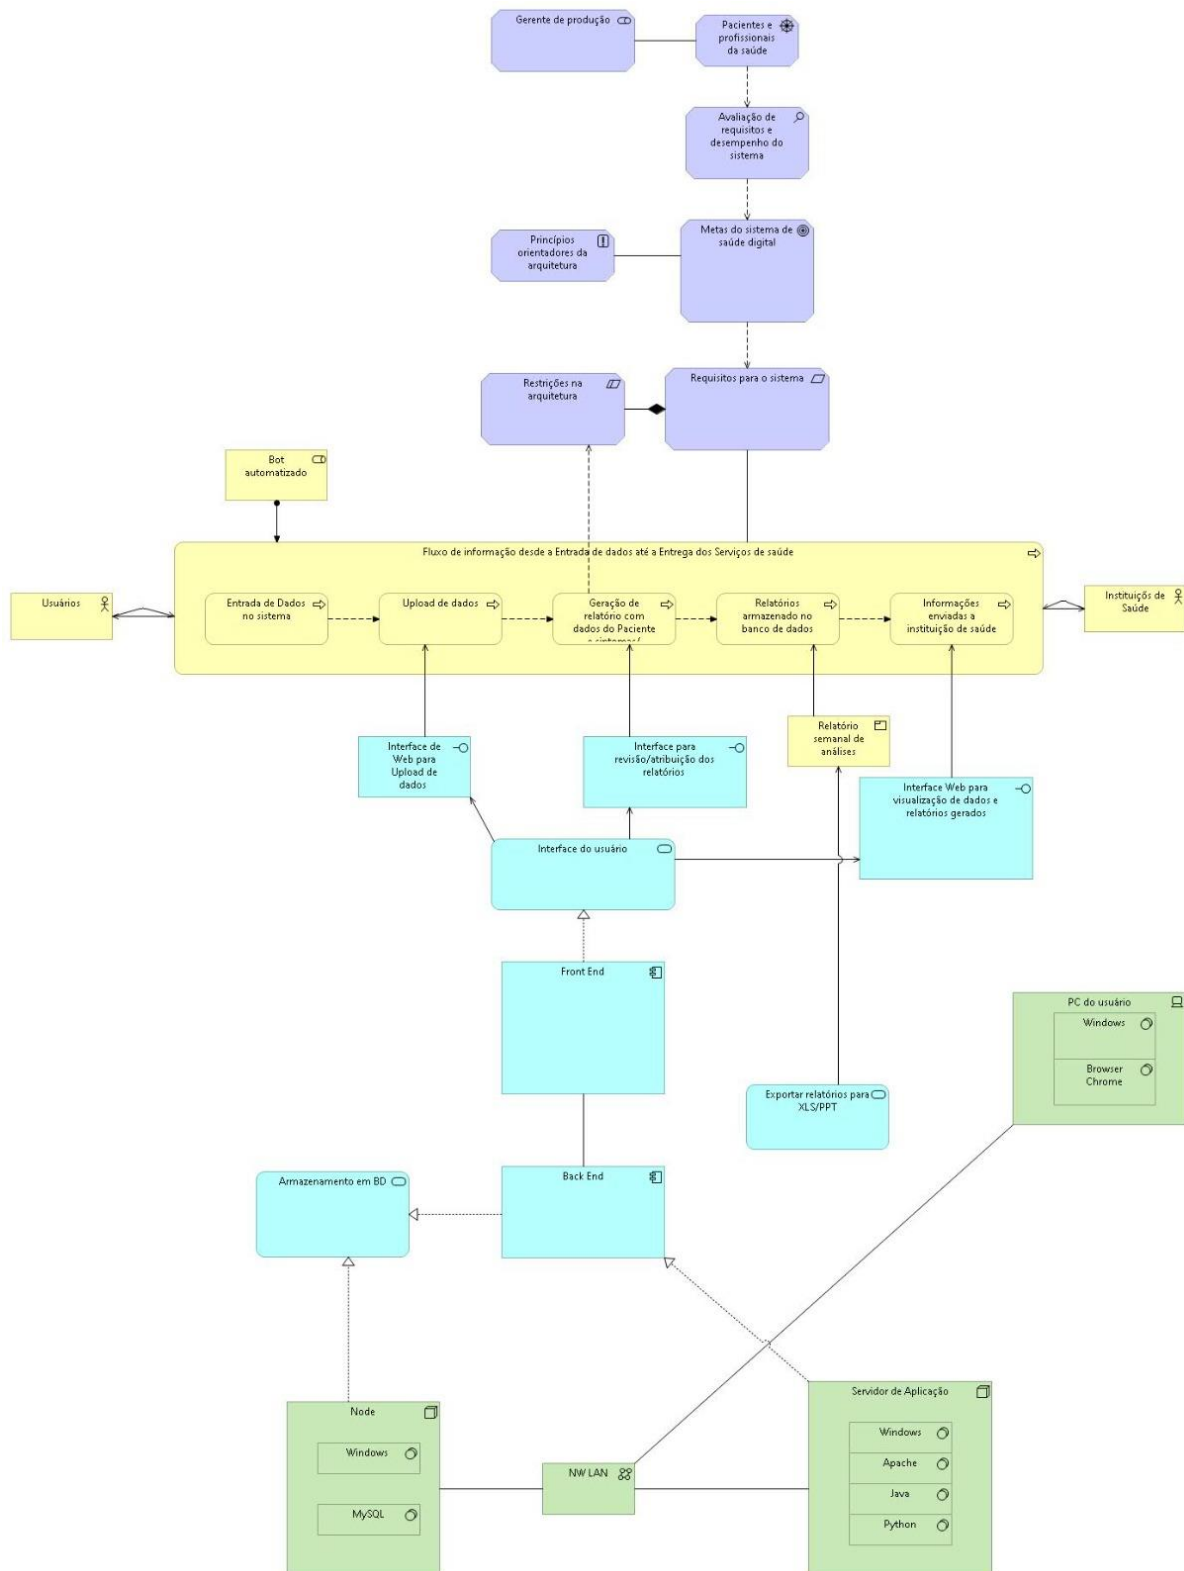 Gerente de produção
Pacientes e
profissionais
da saúde
Avaliação de
requisitos e
desempenho do
sistema
Princípios
orientadores da
arquitetura
Metas do sistema de
saúde digital
Restrições na
arquitetura
Requisitos para o sistema
Bot
automatizado
Fluxo de informação desde a Entrada de dados até a Entrega dos Serviços de saúde
Usuários
Entrada de Dados
no sistema
Upload de dados
Geração de
relatório com
dados do Paciente
Relatórios
armazenado no
banco de dados
Informações
enviadas a
instituição de saúde
Instituiçõs de
Saúde
Interface de
Web para
Upload de
dados
Interface para
revisão/atribuição dos
relatórios
Relatório
semanal de
análises
Interface Web para
visualização de dados e
relatórios gerados
Interface do usuário
Front End
PC do usuário
Windows
Browser
Chrome
Exportar relatórios para
XLS/PPT
Armazenamento em BD
Back End
Node
Windows
MySQL
NW LAN
Servidor de Aplicação
Windows
Apache
Java
Python